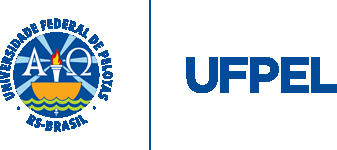 UNIVERSIDADE FEDERAL DE PELOTAS
ΑΩ
RS-BRASIL
UFPEL